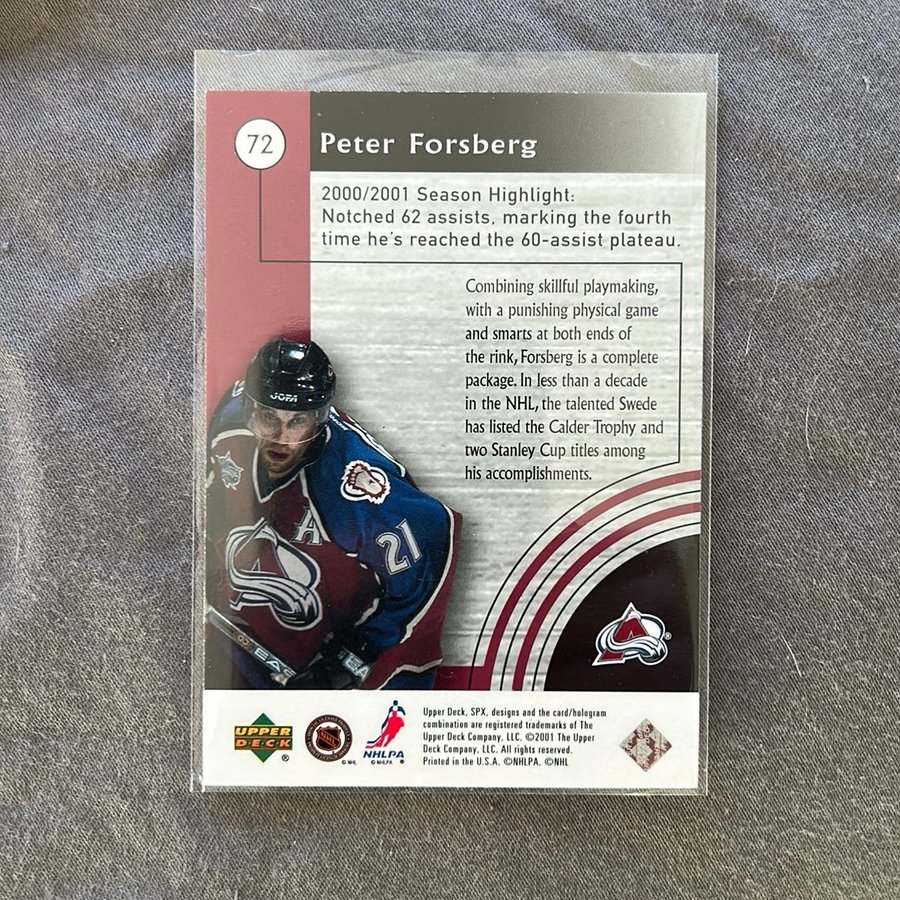 72
Peter Forsberg
2000/2001 Season Highlight:
Notched 62 assists, marking the fourth
time he's reached the 60-assist plateau.
Combining skillful playmaking,
with a punishing physical game
and smarts at both ends of
the rink, Forsberg is a complete
package. In less than a decade
in the NHL, the talented Swede
has listed the Calder Trophy and
two Stanley Cup titles among
his accomplishments.
JOFA
A
21
A
®
UPPER
DECK
®
NHL
© NHL
NHLPA
© NHLPA ®
Upper Deck, SPX, designs and the card/hologram
combination are registered trademarks of The
Upper Deck Company, LLC. ©2001 The Upper
Deck Company, LLC. All rights reserved.
Printed in the U.S.A. ©NHLPA. ©NHL